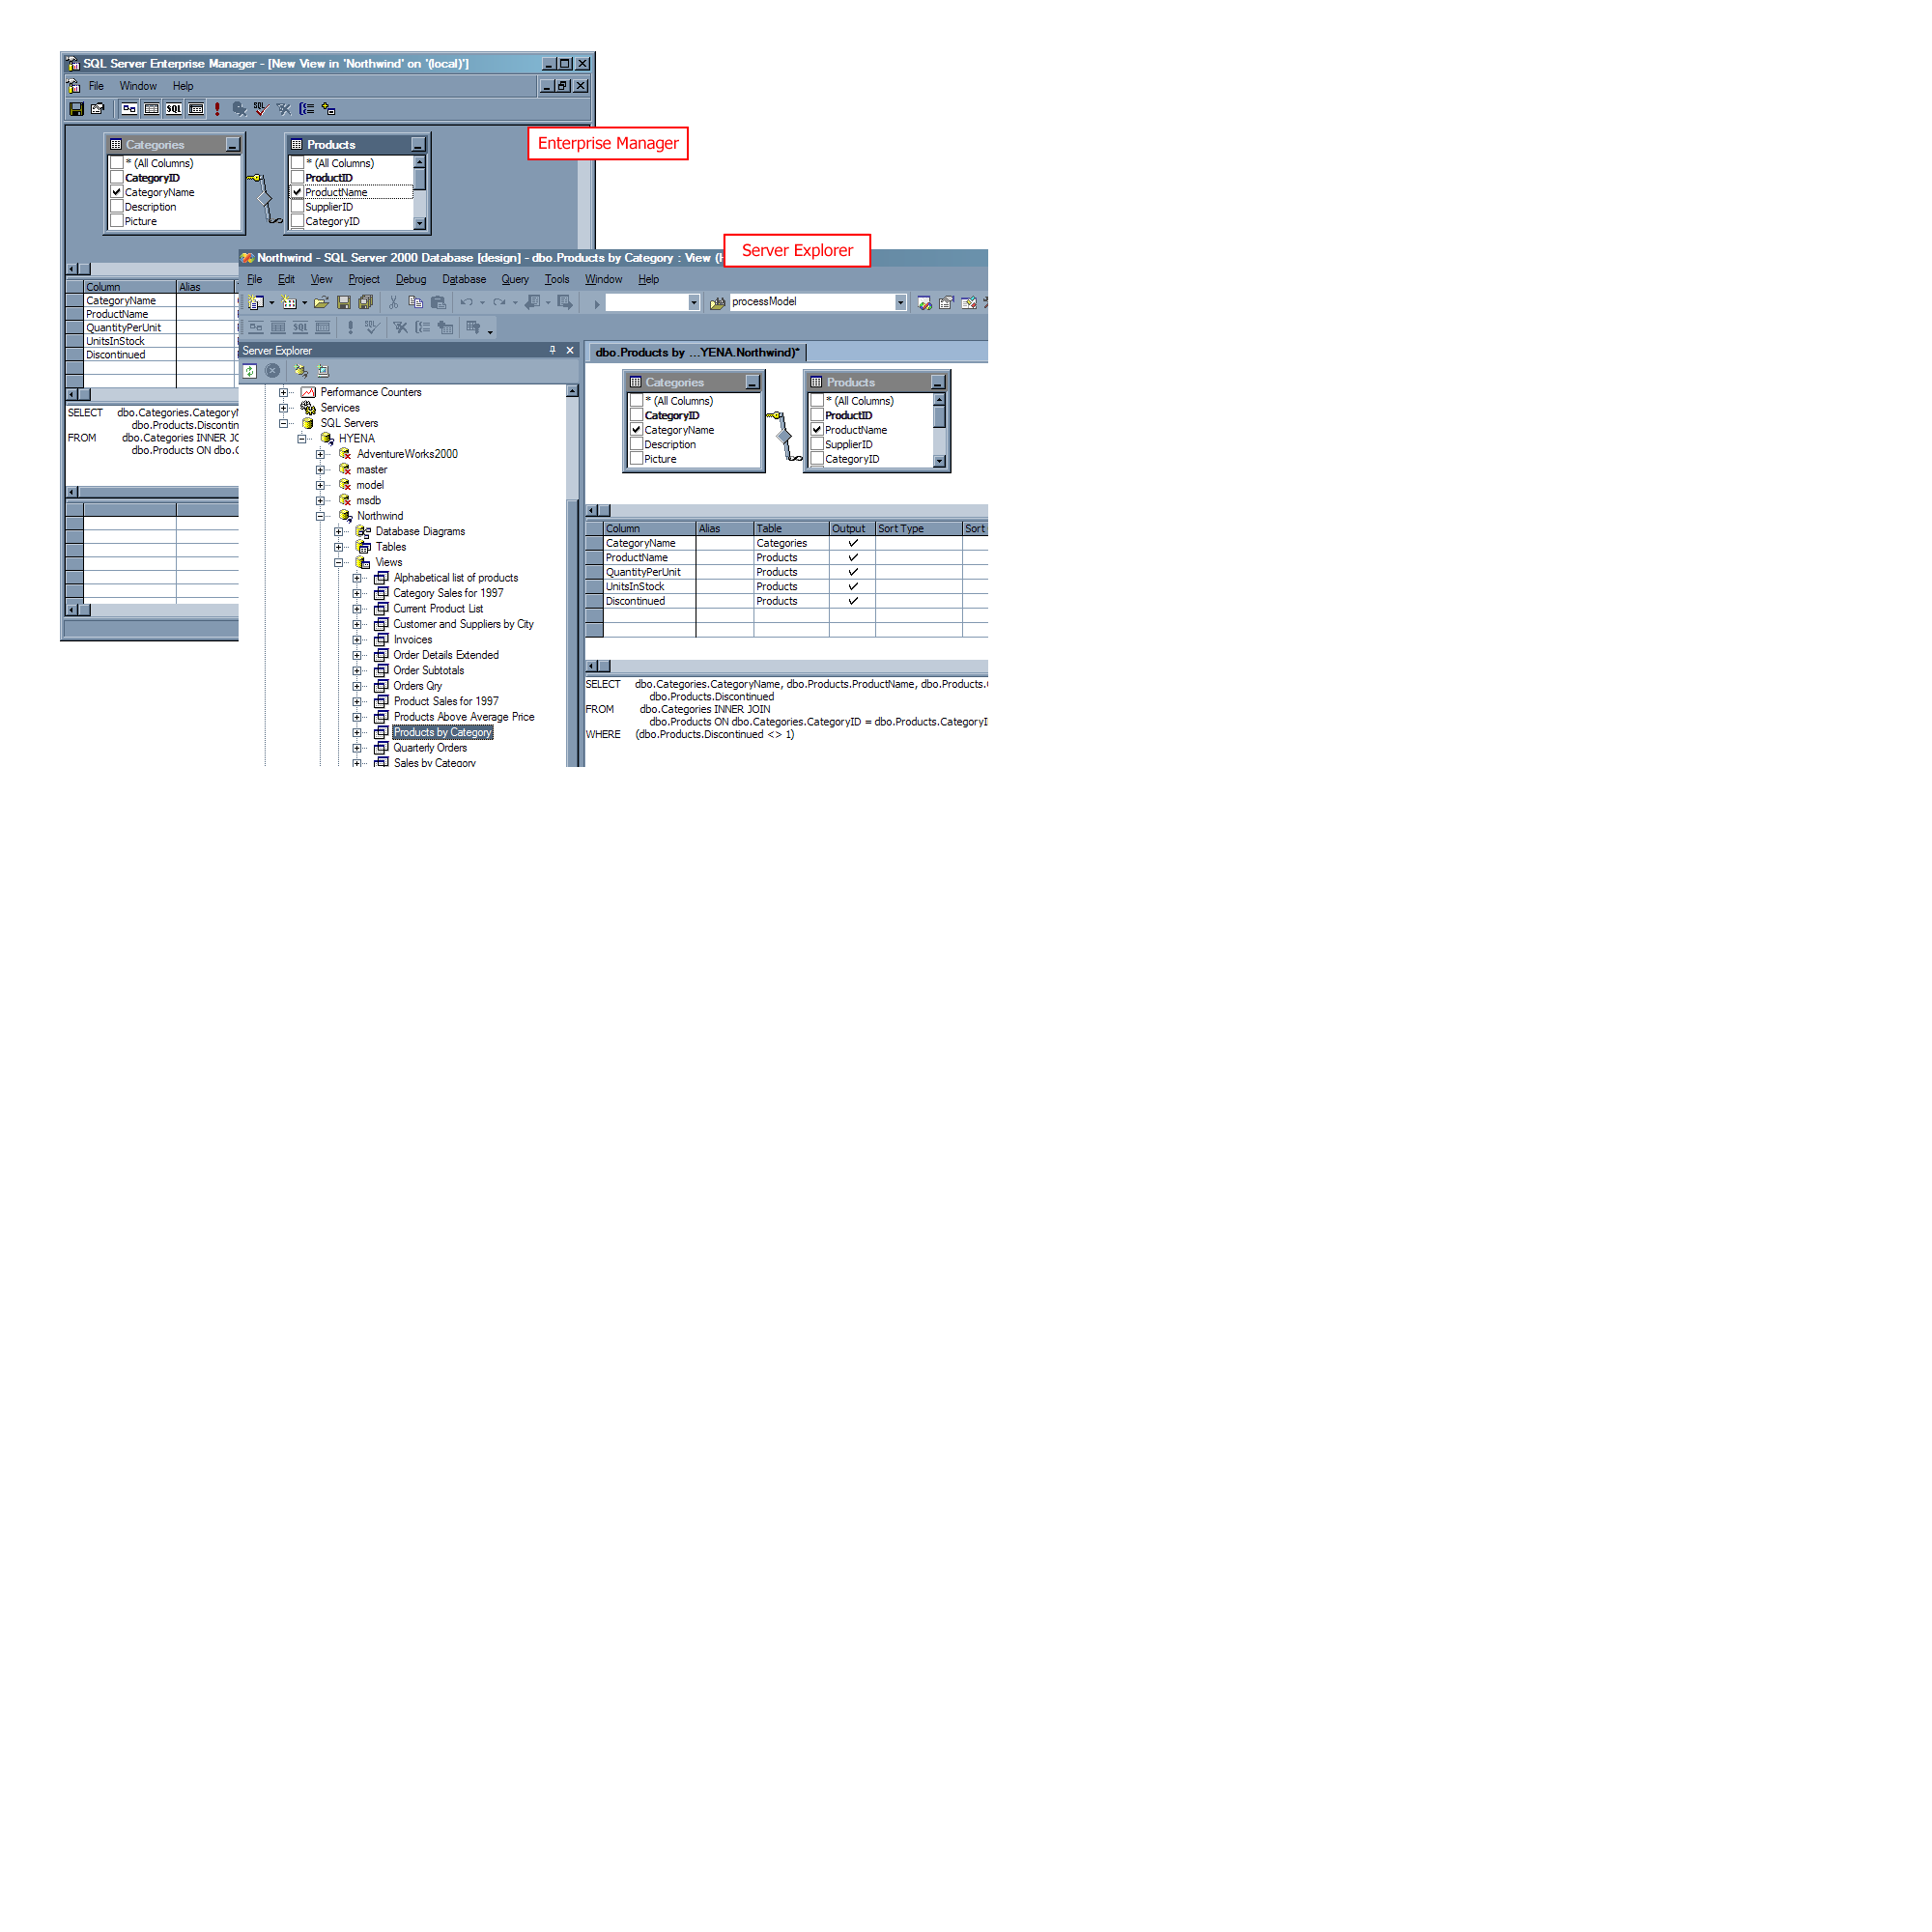 SQL Server Enterprise Manager - [New View in 'Northwind' on '(local)']
File Window Help
SQL SQL
Enterprise Manager
Categories
* (All Columns)
CategoryID
CategoryName
Description
Picture
Products
* (All Columns)
ProductID
ProductName
SupplierID
CategoryID
Column Alias
CategoryName
ProductName
QuantityPerUnit
UnitsInStock
Discontinued
SELECT dbo.Categories.Category
dbo.Products.Discontin
FROM dbo.Categories INNER JO
dbo.Products ON dbo.C
Server Explorer
Northwind - SQL Server 2000 Database [design] - dbo.Products by Category : View (
File Edit View Project Debug Database Query Tools Window Help
processModel
SQL SQL
Server Explorer
Performance Counters
Services
SQL Servers
HYENA
AdventureWorks2000
master
model
msdb
Northwind
Database Diagrams
Tables
Views
Alphabetical list of products
Category Sales for 1997
Current Product List
Customer and Suppliers by City
Invoices
Order Details Extended
Order Subtotals
Orders Qry
Product Sales for 1997
Products Above Average Price
Products by Category
Quarterly Orders
Sales by Category
dbo.Products by ...YENA.Northwind)*
Categories
* (All Columns)
CategoryID
CategoryName
Description
Picture
Products
* (All Columns)
ProductID
ProductName
SupplierID
CategoryID
Column Alias Table Output Sort Type Sort
CategoryName Categories
ProductName Products
QuantityPerUnit Products
UnitsInStock Products
Discontinued Products
SELECT dbo.Categories.CategoryName, dbo.Products.ProductName, dbo.Products.
dbo.Products.Discontinued
FROM dbo.Categories INNER JOIN
dbo.Products ON dbo.Categories.CategoryID = dbo.Products.CategoryI
WHERE (dbo.Products.Discontinued <> 1)